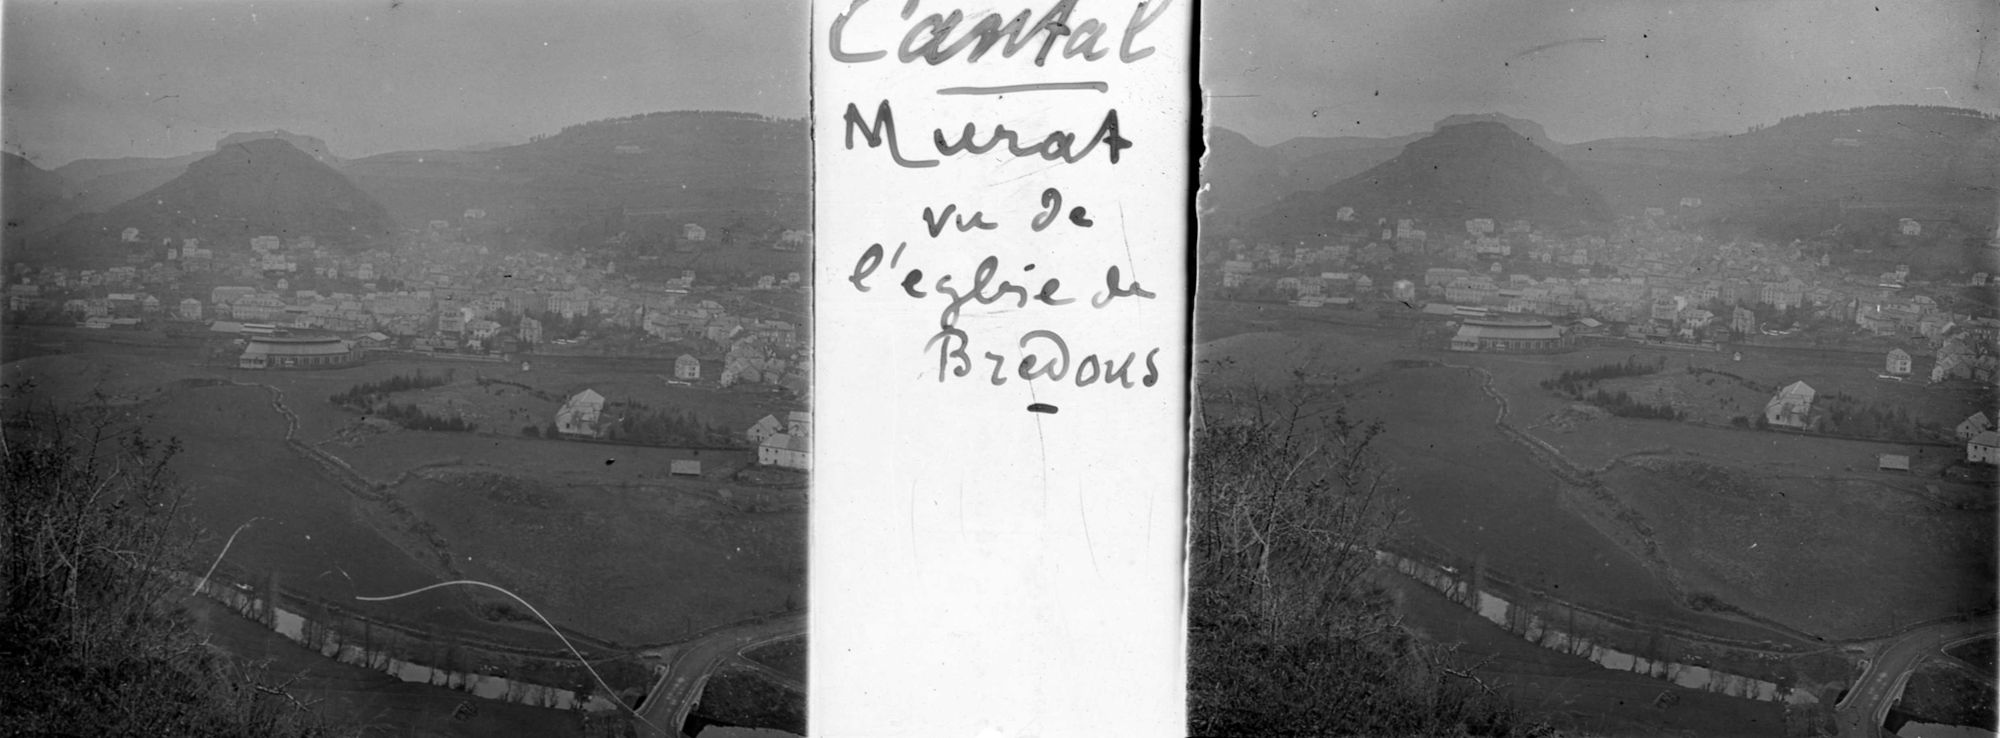 Cantal
Murat
vu de
l'eglise de
Bredous